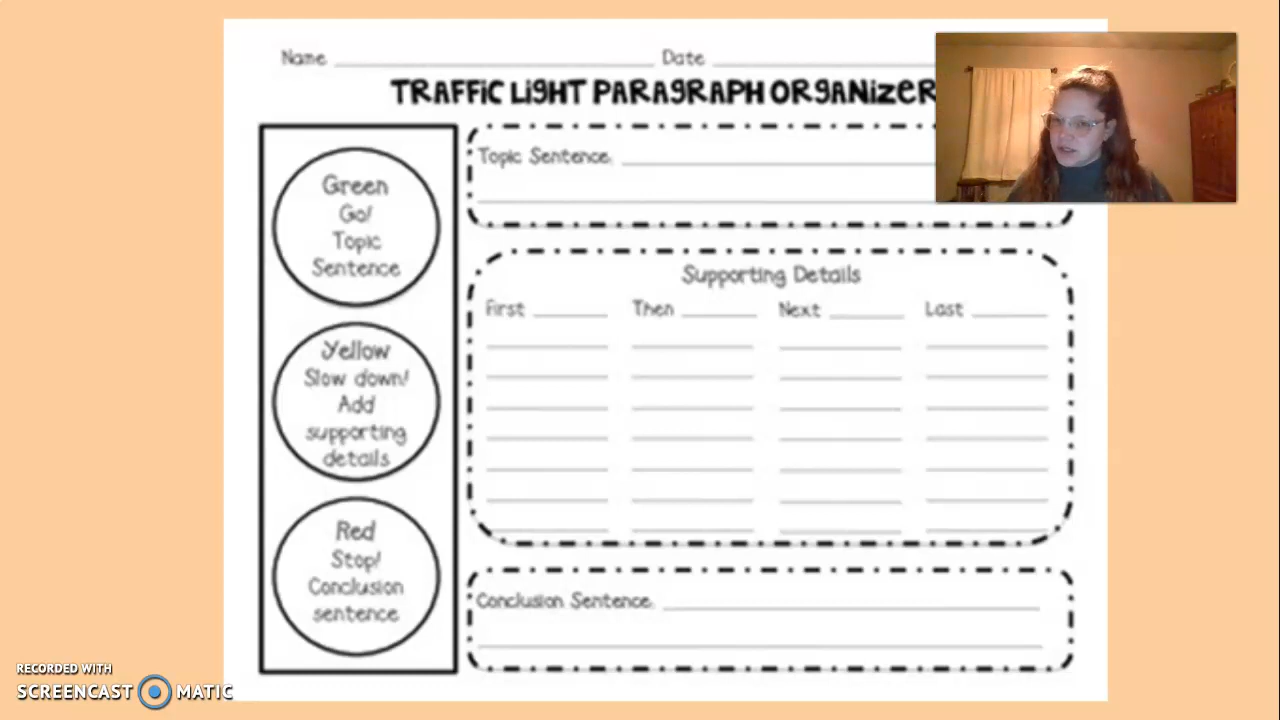 Name Date
TRAFFIC LIGHT PARAGRAPH ORGANIZER
Green
Go!
Topic
Sentence
Topic Sentence:
Yellow
Slow down!
Add
supporting
details
Supporting Details
First Then Next Last
Red
Stop!
Conclusion
sentence
Conclusion Sentence:
RECORDED WITH
SCREENCAST MATIC